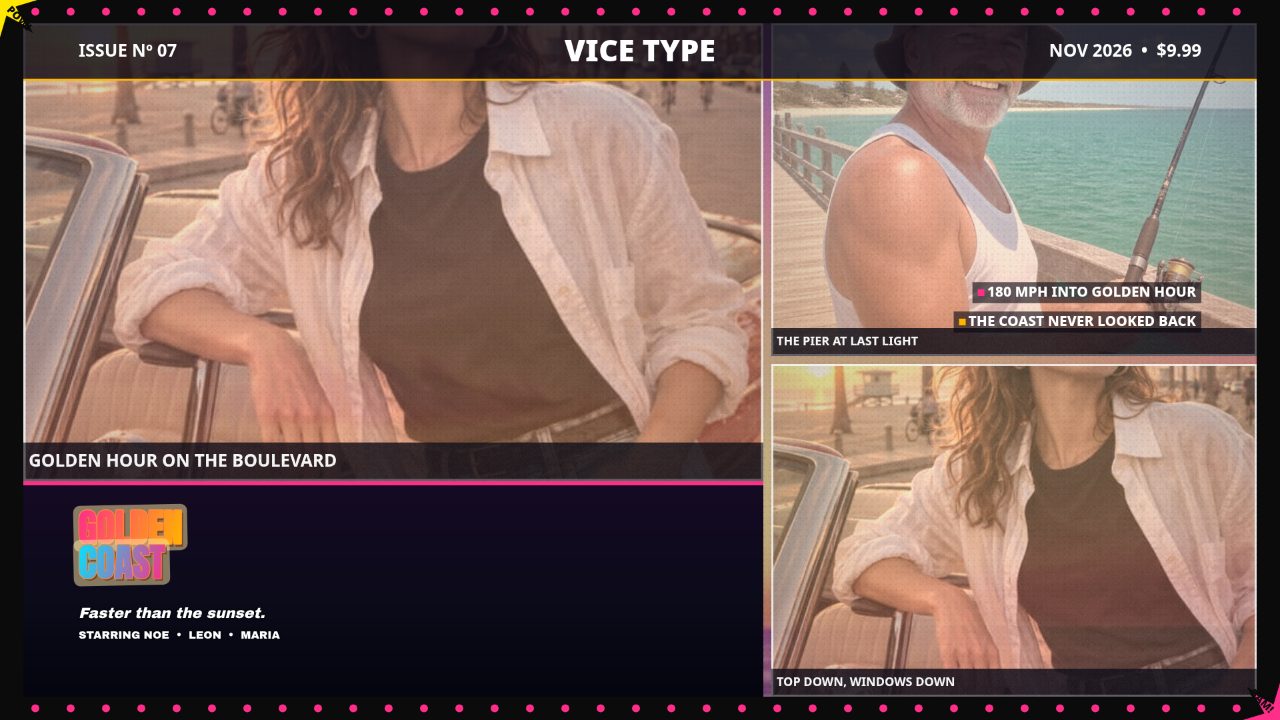 ISSUE Nº 07
VICE TYPE
NOV 2026 • $9.99
180 MPH INTO GOLDEN HOUR
THE COAST NEVER LOOKED BACK
THE PIER AT LAST LIGHT
GOLDEN HOUR ON THE BOULEVARD
GOLDEN
COAST
Faster than the sunset.
STARRING NOE • LEON • MARIA
TOP DOWN, WINDOWS DOWN